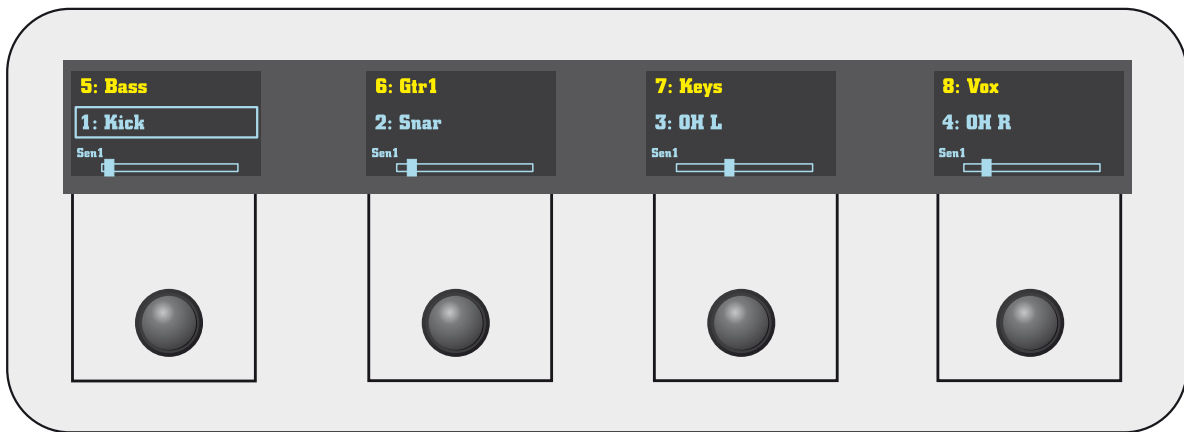 5: Bass
1: Kick
Sen1
6: Gtr1
2: Snar
Sen1
7: Keys
3: OH L
Sen1
8: Vox
4: OH R
Sen1